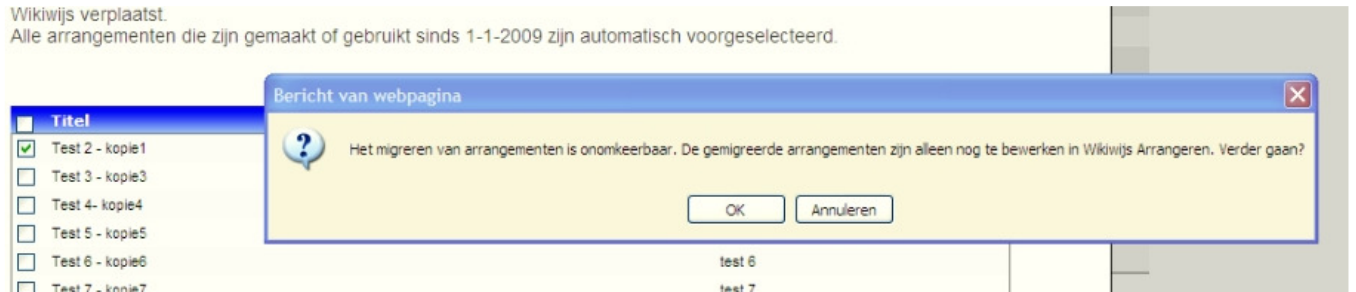 Wikiwijs verplaatst.
Alle arrangementen die zijn gemaakt of gebruikt sinds 1-1-2009 zijn automatisch voorgeselecteerd.
Bericht van webpagina
Titel
Het migreren van arrangementen is onomkeerbaar. De gemigreerde arrangementen zijn alleen nog te bewerken in Wikiwijs Arrangeren. Verder gaan?
Test 2 - kopie1
Test 3 - kopie3
Test 4- kopie4
OK Annuleren
Test 5 - kopie5
Test 6 - kopie6 test 6
Test 7 - kopie7 test 7